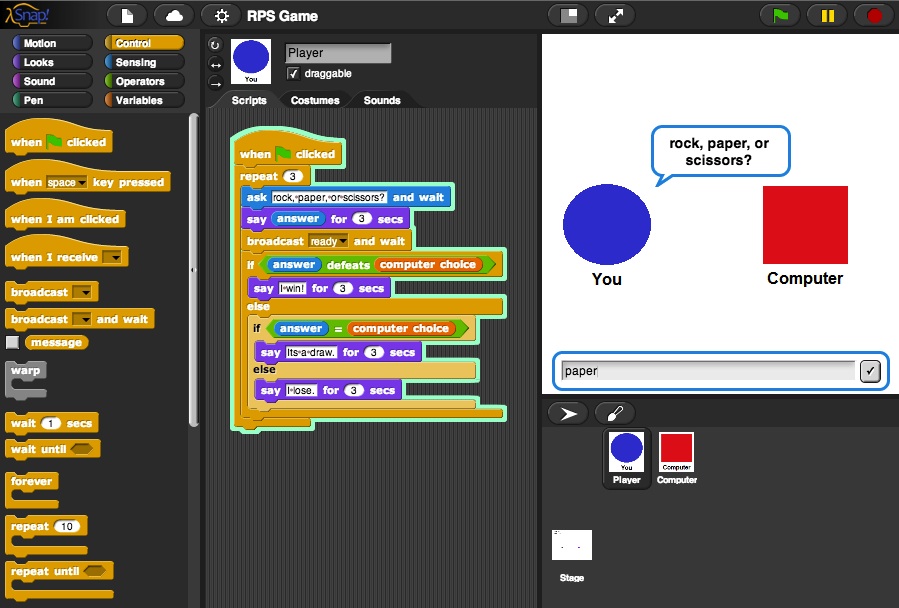 Snap!
RPS Game
Motion
Control
Looks
Sensing
Sound
Operators
Pen
Variables
when clicked
when space key pressed
when I am clicked
when I receive
broadcast
broadcast and wait
message
warp
wait 1 secs
wait until
forever
repeat 10
repeat until
You
Player
draggable
Scripts
Costumes
Sounds
when clicked
repeat 3
ask rock, paper, or scissors? and wait
say answer for 3 secs
broadcast ready and wait
if answer defeats computer choice
say I win! for 3 secs
else
if answer = computer choice
say Its a draw. for 3 secs
else
say I lose. for 3 secs
rock, paper, or
scissors?
You
Computer
paper
You
Computer
Player
Computer
Stage